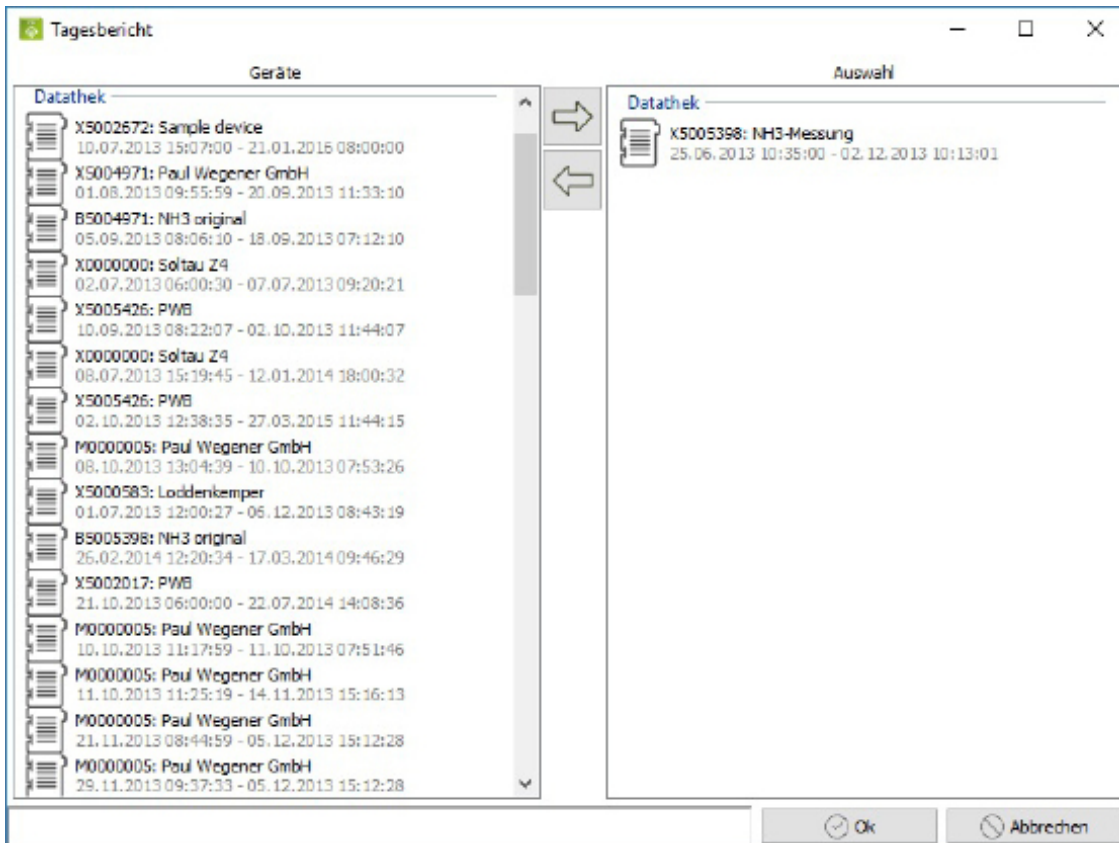 Tagesbericht
Geräte
Auswahl
Datathek
X5002672: Sample device
10.07.2013 15:07:00 - 21.01.2016 08:00:00
X5004971: Paul Wegener GmbH
01.08.2013 09:55:59 - 20.09.2013 11:33:10
B5004971: NH3 original
05.09.2013 08:06:10 - 18.09.2013 07:12:10
X0000000: Soltau Z4
02.07.2013 06:00:30 - 07.07.2013 09:20:21
X5005426: PWB
10.09.2013 08:22:07 - 02.10.2013 11:44:07
X0000000: Soltau Z4
08.07.2013 15:19:45 - 12.01.2014 18:00:32
X5005426: PWB
02.10.2013 12:38:35 - 27.03.2015 11:44:15
M0000005: Paul Wegener GmbH
08.10.2013 13:04:39 - 10.10.2013 07:53:26
X5000583: Loddenkemper
01.07.2013 12:00:27 - 06.12.2013 08:43:19
B5005398: NH3 original
26.02.2014 12:20:34 - 17.03.2014 09:46:29
X5002017: PWB
21.10.2013 06:00:00 - 22.07.2014 14:08:36
M0000005: Paul Wegener GmbH
10.10.2013 11:17:59 - 11.10.2013 07:51:46
M0000005: Paul Wegener GmbH
11.10.2013 11:25:19 - 14.11.2013 15:16:13
M0000005: Paul Wegener GmbH
21.11.2013 08:44:59 - 05.12.2013 15:12:28
M0000005: Paul Wegener GmbH
29.11.2013 09:37:33 - 05.12.2013 15:12:28
Datathek
X5005398: NH3-Messung
25.06.2013 10:35:00 - 02.12.2013 10:13:01
Ok
Abbrechen